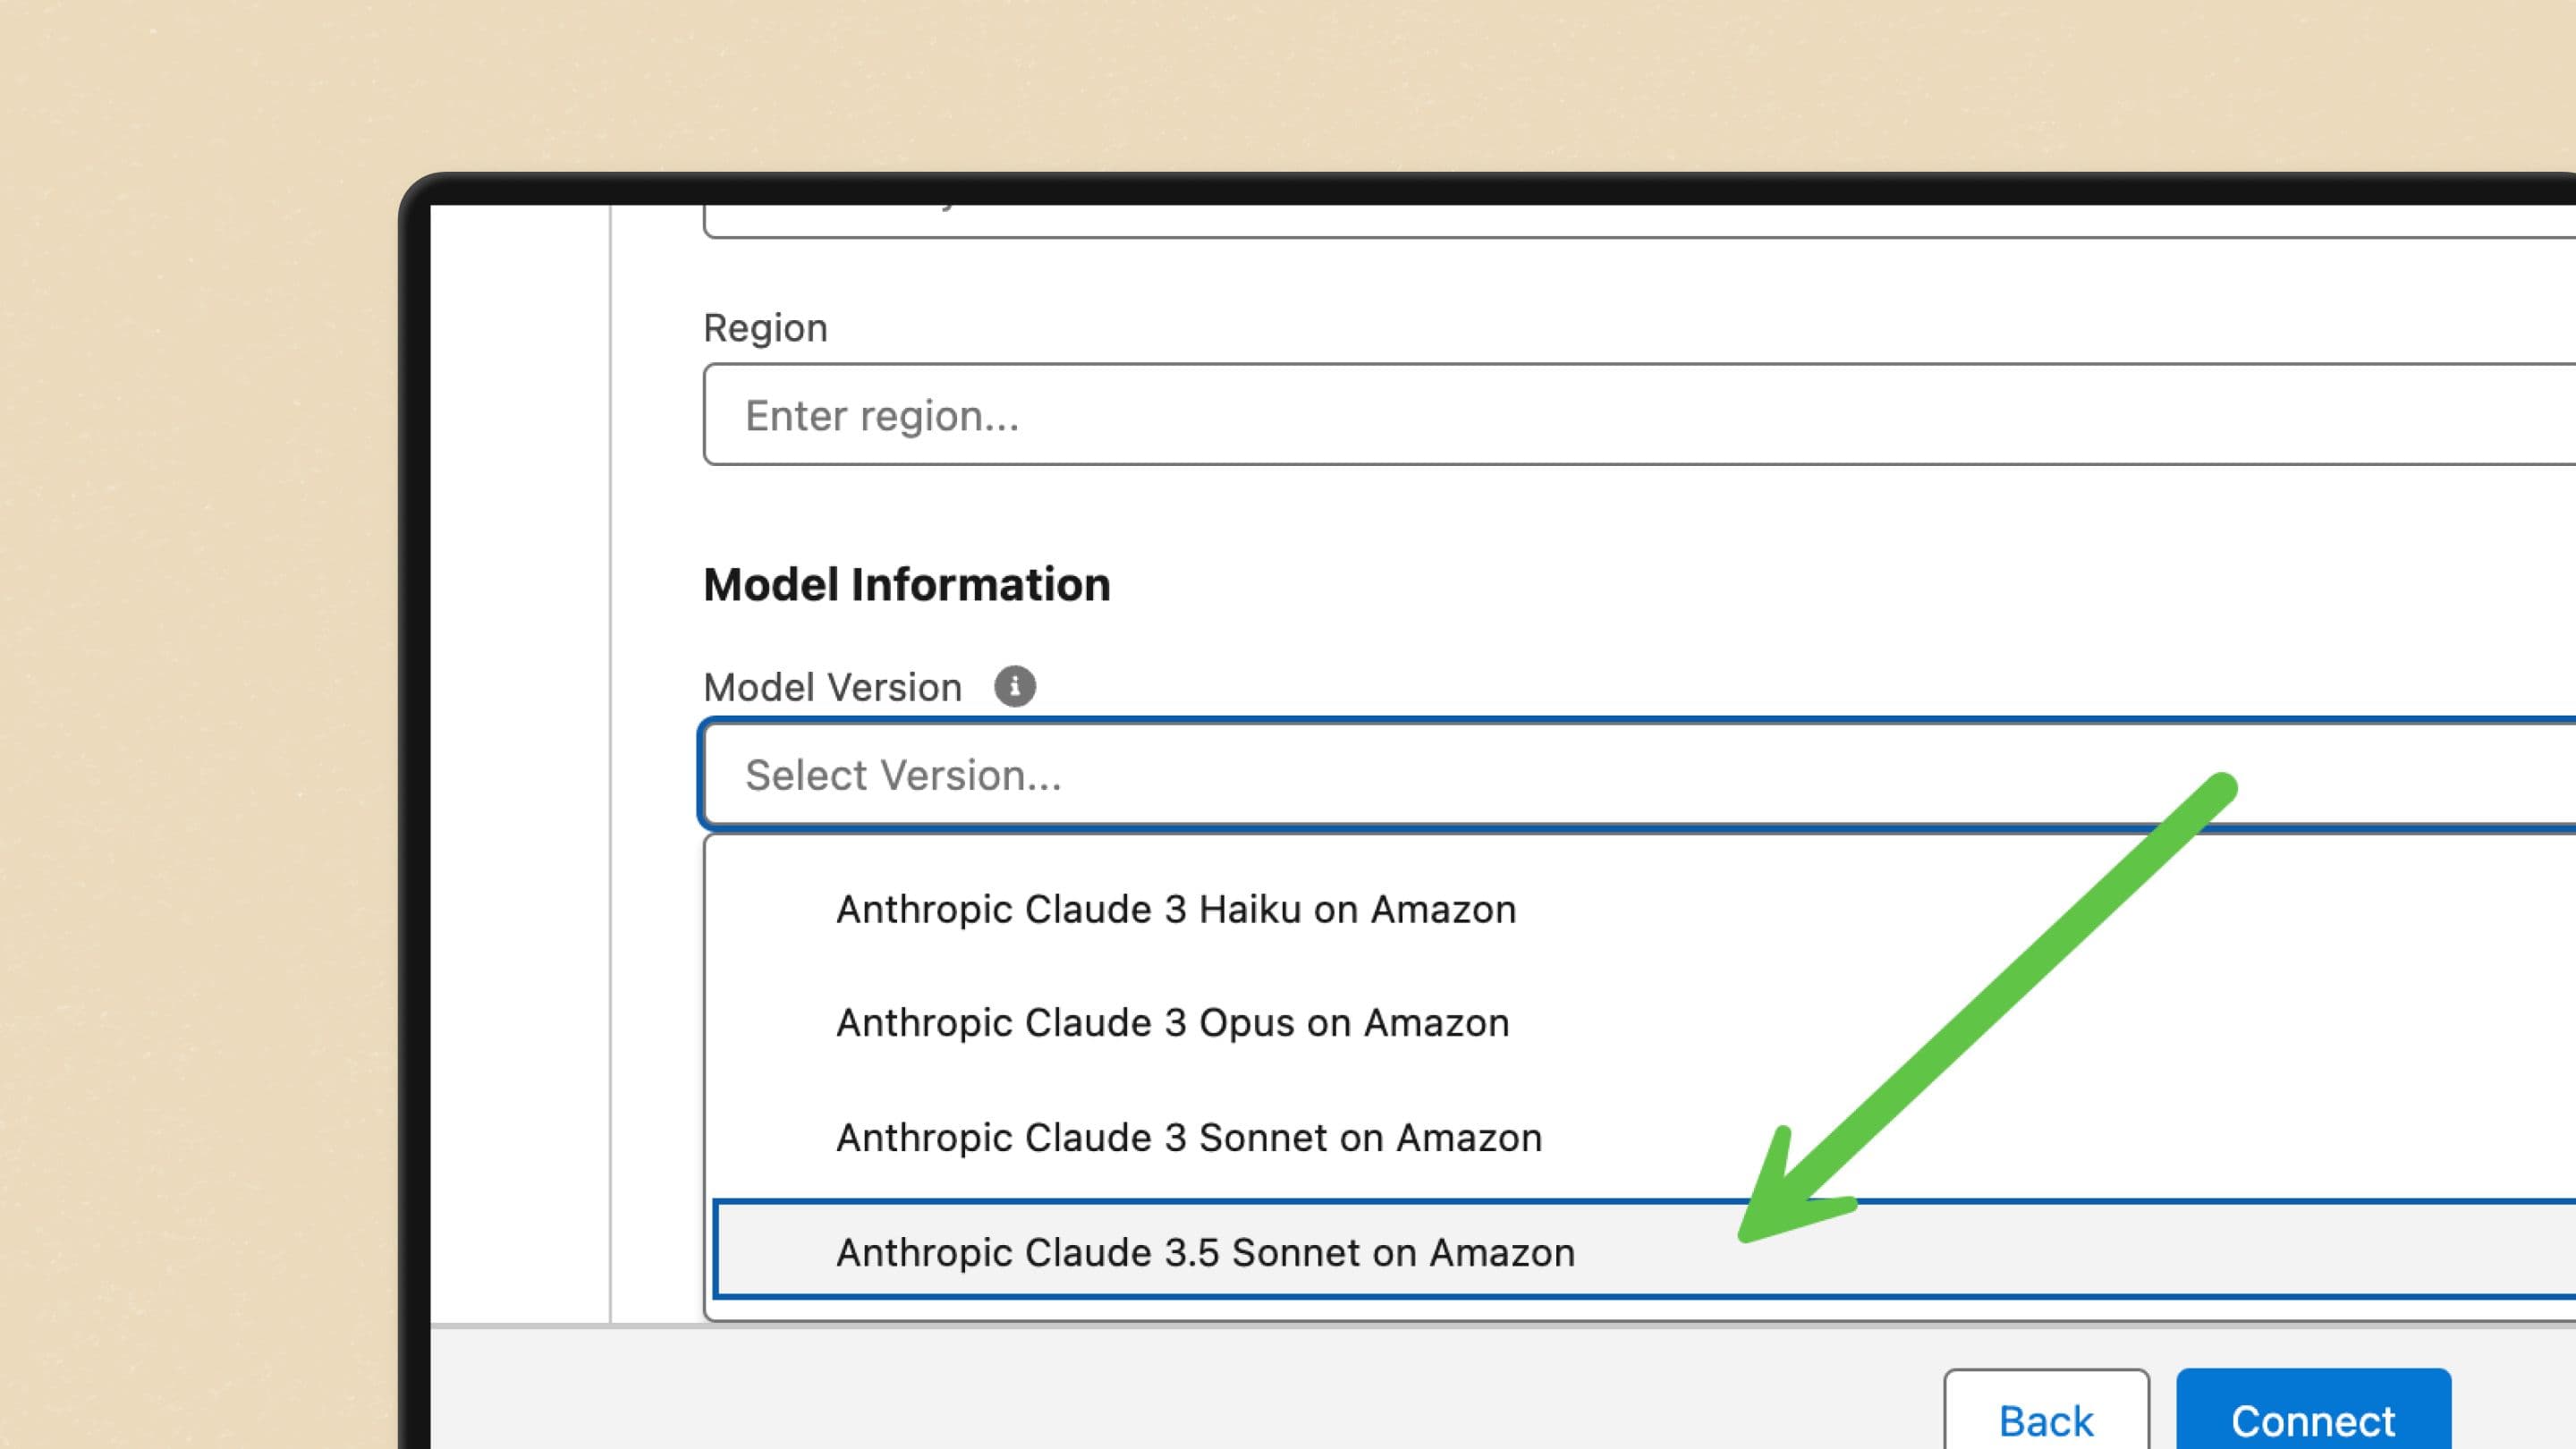 Region
Enter region...
Model Information
Model Version
Select Version...
Anthropic Claude 3 Haiku on Amazon
Anthropic Claude 3 Opus on Amazon
Anthropic Claude 3 Sonnet on Amazon
Anthropic Claude 3.5 Sonnet on Amazon
Back
Connect